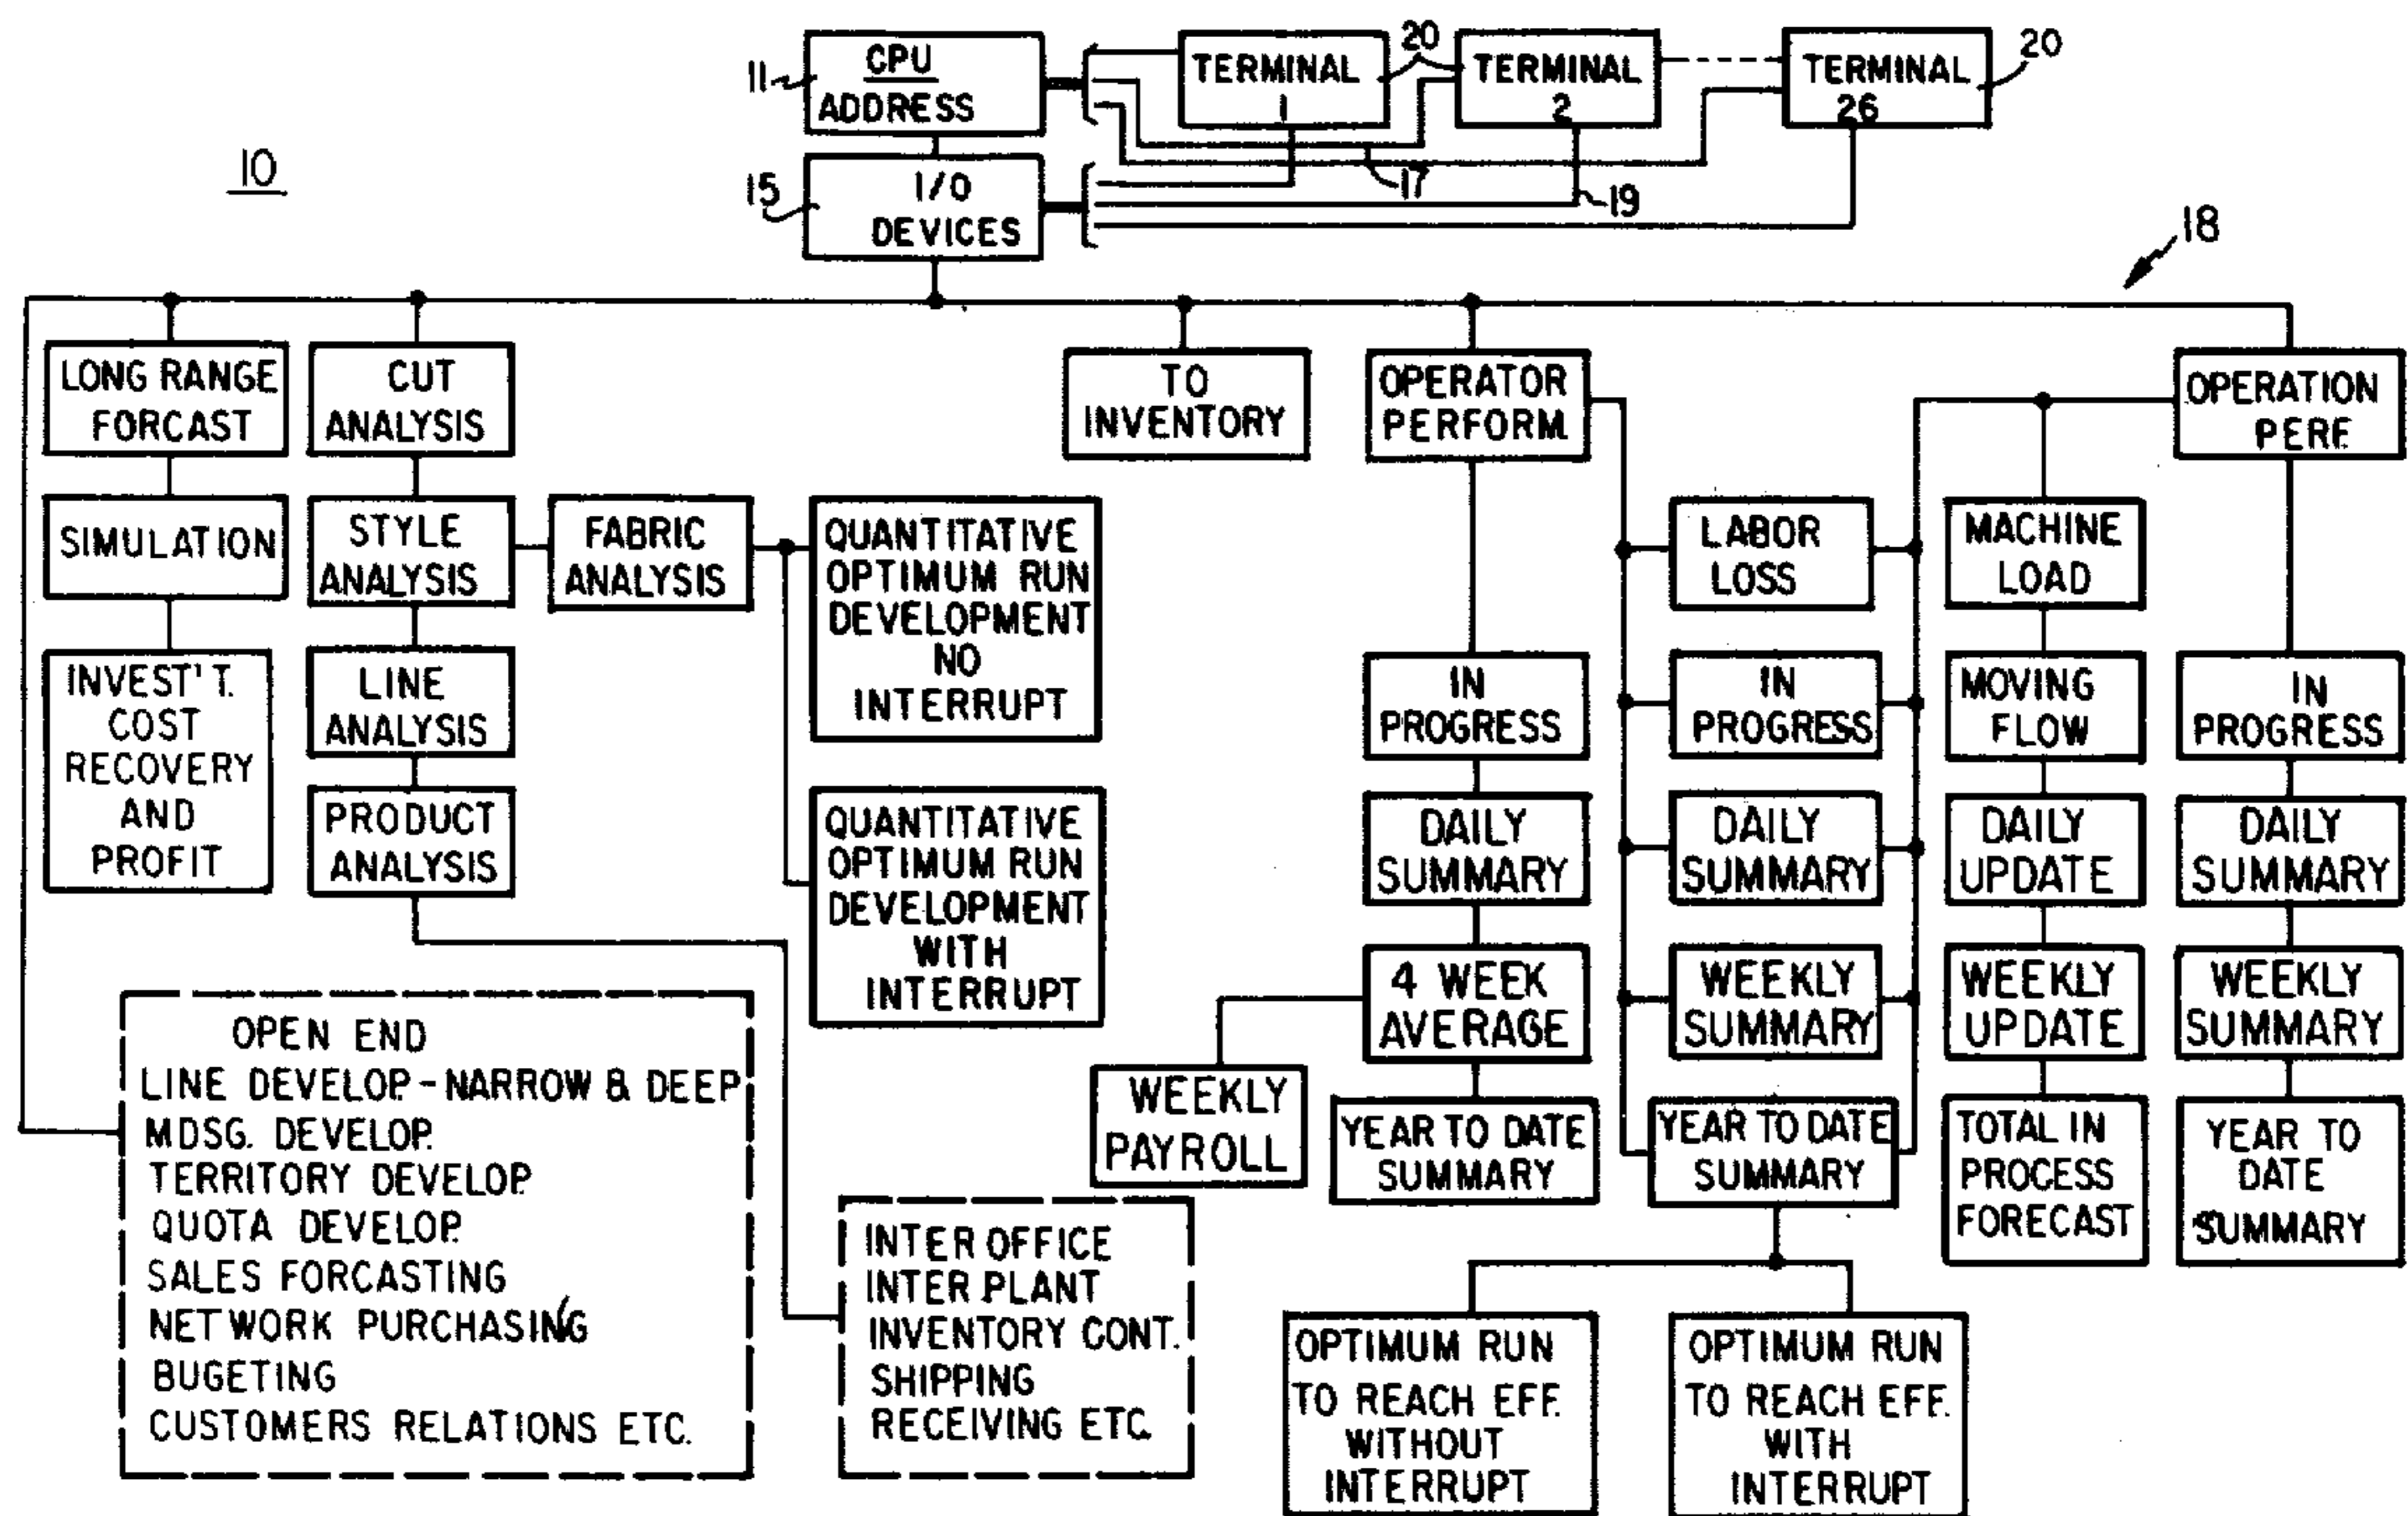 10
11
CPU
ADDRESS
TERMINAL
1
20
TERMINAL
2
TERMINAL
26
20
15
I/O
DEVICES
17
19
18
LONG RANGE
FORCAST
CUT
ANALYSIS
TO
INVENTORY
OPERATOR
PERFORM.
OPERATION
PERF.
SIMULATION
STYLE
ANALYSIS
FABRIC
ANALYSIS
QUANTITATIVE
OPTIMUM RUN
DEVELOPMENT
NO
INTERRUPT
LABOR
LOSS
MACHINE
LOAD
INVEST'T.
COST
RECOVERY
AND
PROFIT
LINE
ANALYSIS
PRODUCT
ANALYSIS
QUANTITATIVE
OPTIMUM RUN
DEVELOPMENT
WITH
INTERRUPT
IN
PROGRESS
IN
PROGRESS
MOVING
FLOW
IN
PROGRESS
DAILY
SUMMARY
DAILY
SUMMARY
DAILY
UPDATE
DAILY
SUMMARY
4 WEEK
AVERAGE
WEEKLY
SUMMARY
WEEKLY
UPDATE
WEEKLY
SUMMARY
WEEKLY
PAYROLL
YEAR TO DATE
SUMMARY
YEAR TO DATE
SUMMARY
TOTAL IN
PROCESS
FORECAST
YEAR TO
DATE
SUMMARY
OPEN END
LINE DEVELOP.-NARROW & DEEP
MDSG. DEVELOP.
TERRITORY DEVELOP.
QUOTA DEVELOP.
SALES FORCASTING
NETWORK PURCHASING
BUGETING
CUSTOMERS RELATIONS ETC.
INTER OFFICE
INTER PLANT
INVENTORY CONT.
SHIPPING
RECEIVING ETC.
OPTIMUM RUN
TO REACH EFF.
WITHOUT
INTERRUPT
OPTIMUM RUN
TO REACH EFF.
WITH
INTERRUPT